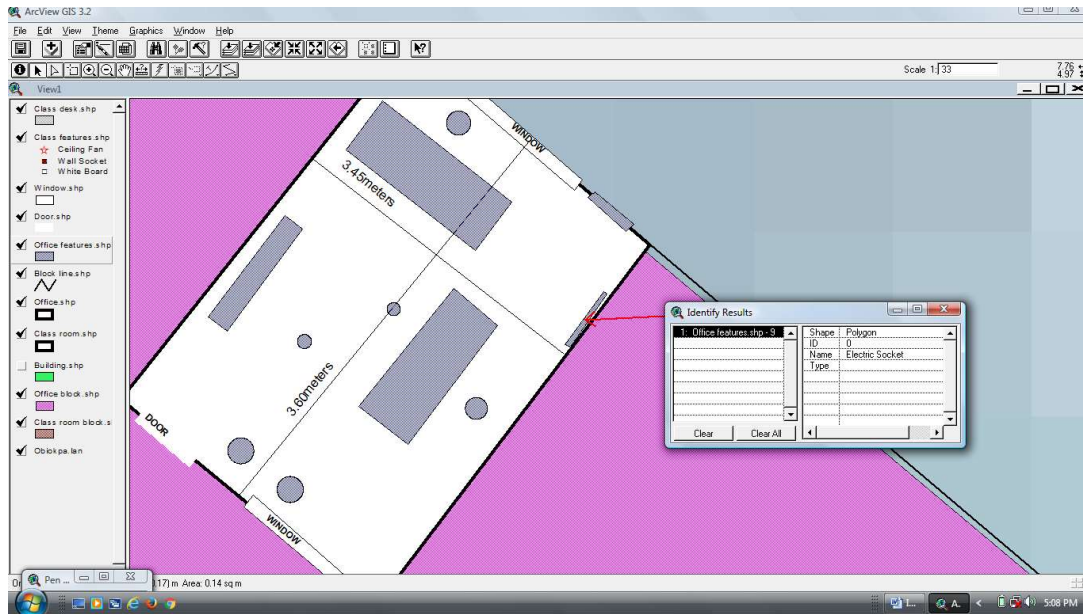 ArcView GIS 3.2
File Edit View Theme Graphics Window Help
Scale 1: 33
7.76
4.97
View1
Class desk.shp
Class features.shp
Ceiling Fan
Wall Socket
White Board
Window.shp
Door.shp
Office features.shp
Block line.shp
Office.shp
Class room.shp
Building.shp
Office block.shp
Class room block.s
Obiokpa.lan
WINDOW
3.45meters
3.60meters
DOOR
WINDOW
Identify Results
1: Office features.shp - 9
Shape Polygon
ID 0
Name Electric Socket
Type
Clear Clear All
Pen ...
.17) m Area: 0.14 sq m
1...
A.
5:08 PM